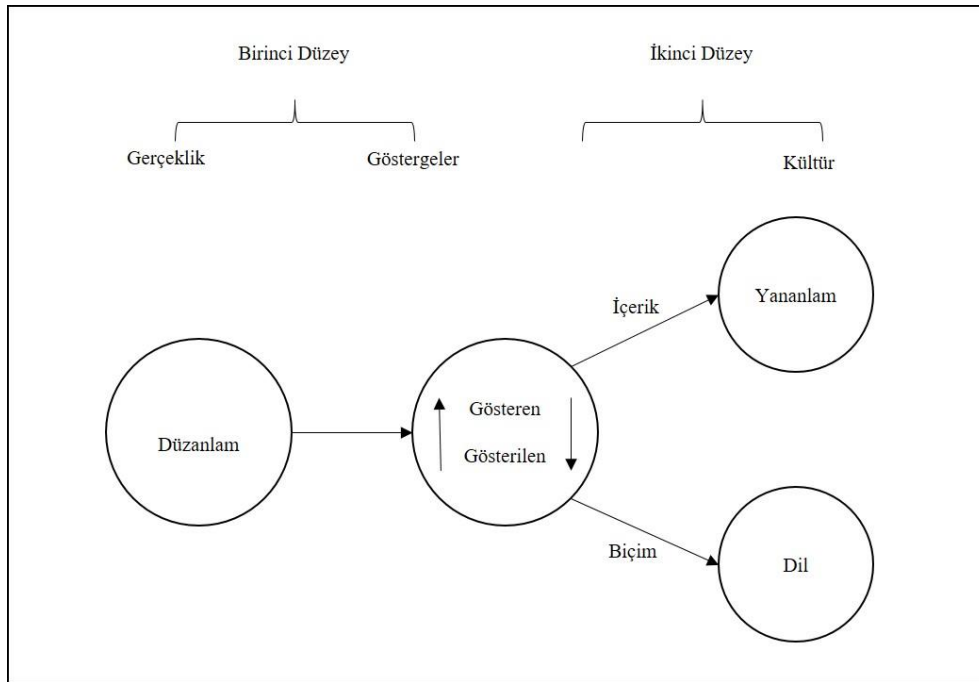 Birinci Düzey
İkinci Düzey
Gerçeklik
Göstergeler
Kültür
Yananlam
İçerik
Gösteren
Düzanlam
Gösterilen
Biçim
Dil